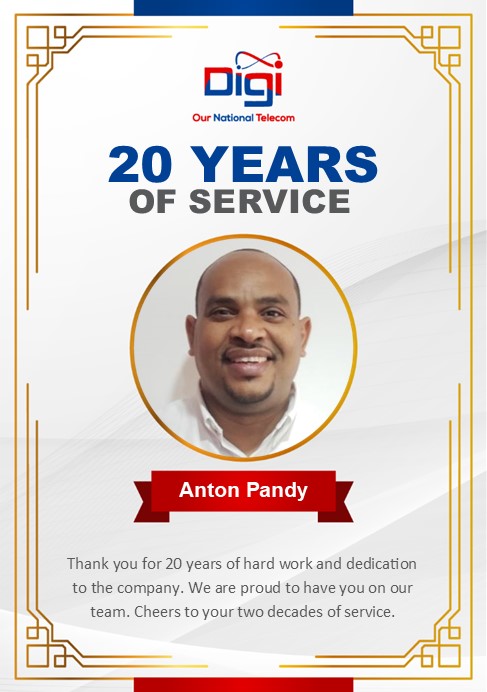 Digi
Our National Telecom
20 YEARS
OF SERVICE
Anton Pandy
Thank you for 20 years of hard work and dedication
to the company. We are proud to have you on our
team. Cheers to your two decades of service.